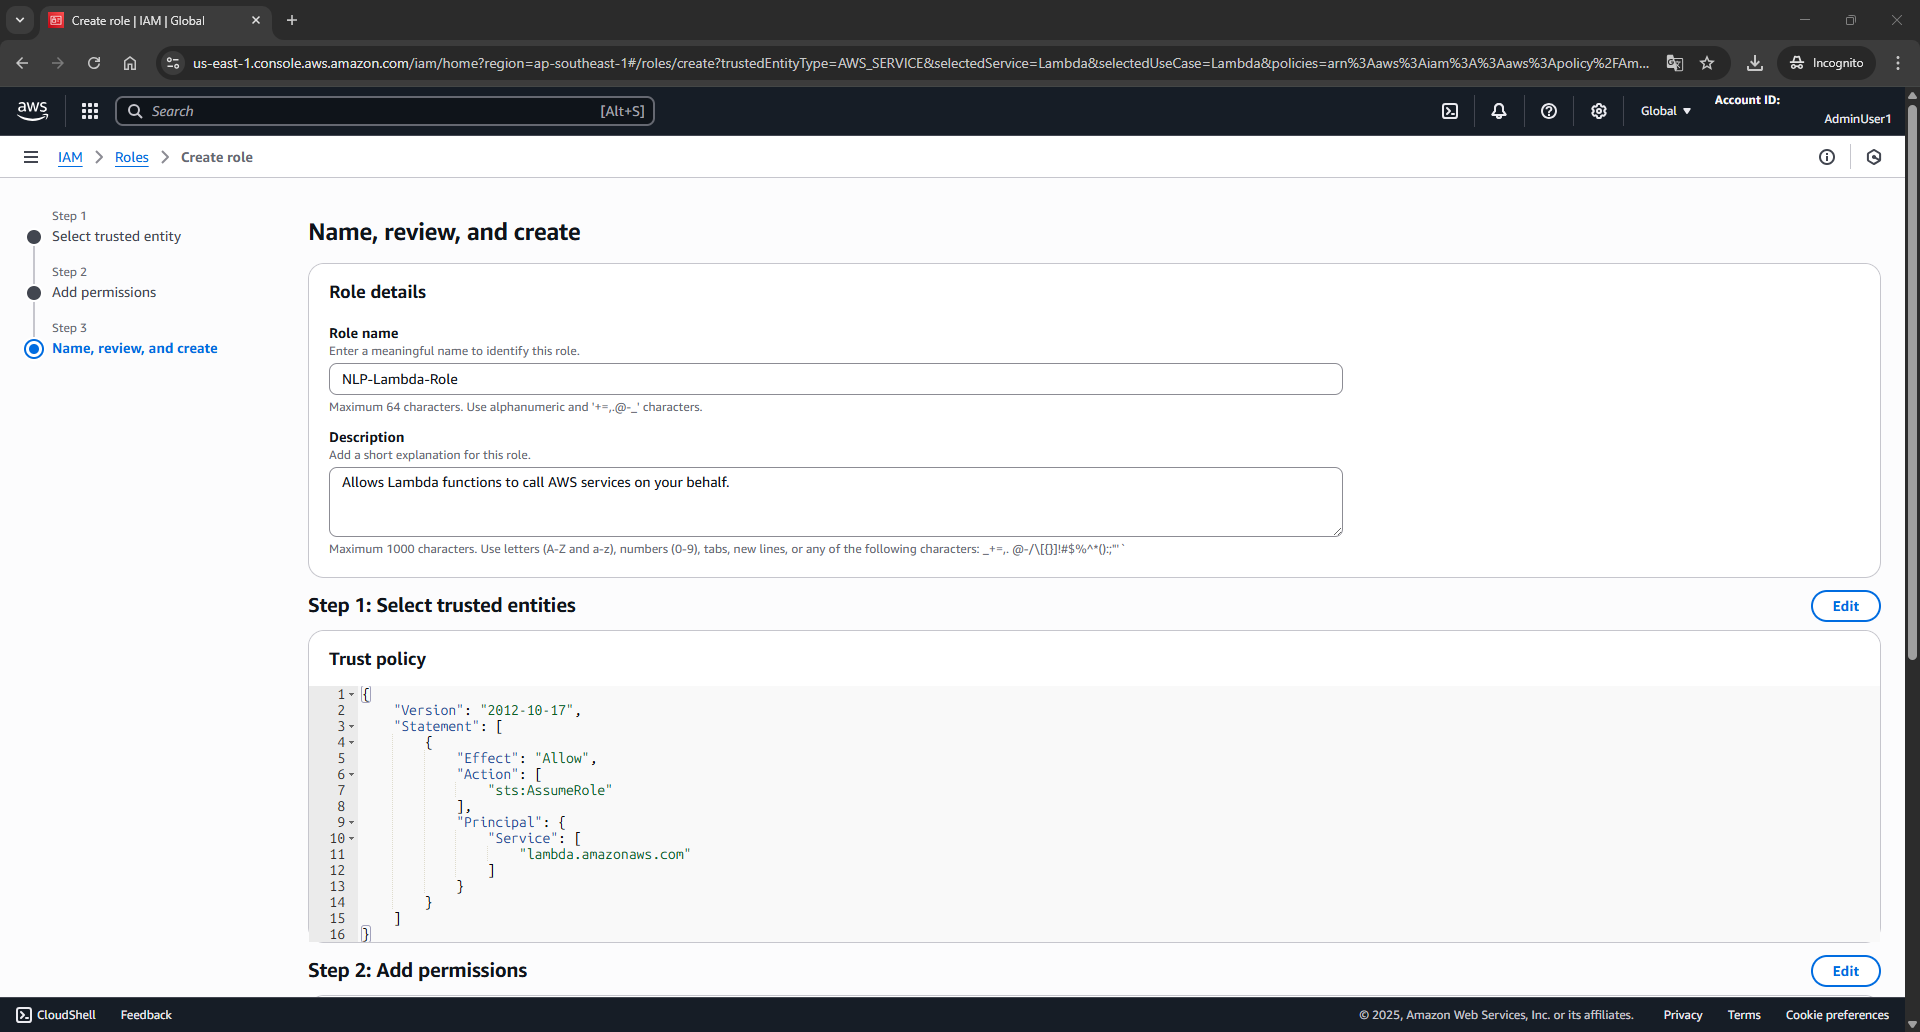 Create role | IAM | Global
us-east-1.console.aws.amazon.com/iam/home?region=ap-southeast-1#/roles/create?trustedEntityType=AWS_SERVICE&selectedService=Lambda&selectedUseCase=Lambda&policies=arn%3Aaws%3Aiam%3A%3Aaws%3Apolicy%2FAm...
Incognito
aws
Search
[Alt+S]
Global
Account ID:
AdminUser1
IAM
Roles
Create role
Step 1
Select trusted entity
Step 2
Add permissions
Step 3
Name, review, and create
Name, review, and create
Role details
Role name
Enter a meaningful name to identify this role.
NLP-Lambda-Role
Maximum 64 characters. Use alphanumeric and '+=,.@-_' characters.
Description
Add a short explanation for this role.
Allows Lambda functions to call AWS services on your behalf.
Maximum 1000 characters. Use letters (A-Z and a-z), numbers (0-9), tabs, new lines, or any of the following characters: _+=,. @-/\[{}]!#$%^*();:"'`
Step 1: Select trusted entities
Edit
Trust policy
1 {
2 "Version": "2012-10-17",
3 "Statement": [
4 {
5 "Effect": "Allow",
6 "Action": [
7 "sts:AssumeRole"
8 ],
9 "Principal": {
10 "Service": [
11 "lambda.amazonaws.com"
12 ]
13 }
14 }
15 ]
16 }
Step 2: Add permissions
Edit
CloudShell
Feedback
© 2025, Amazon Web Services, Inc. or its affiliates.
Privacy
Terms
Cookie preferences